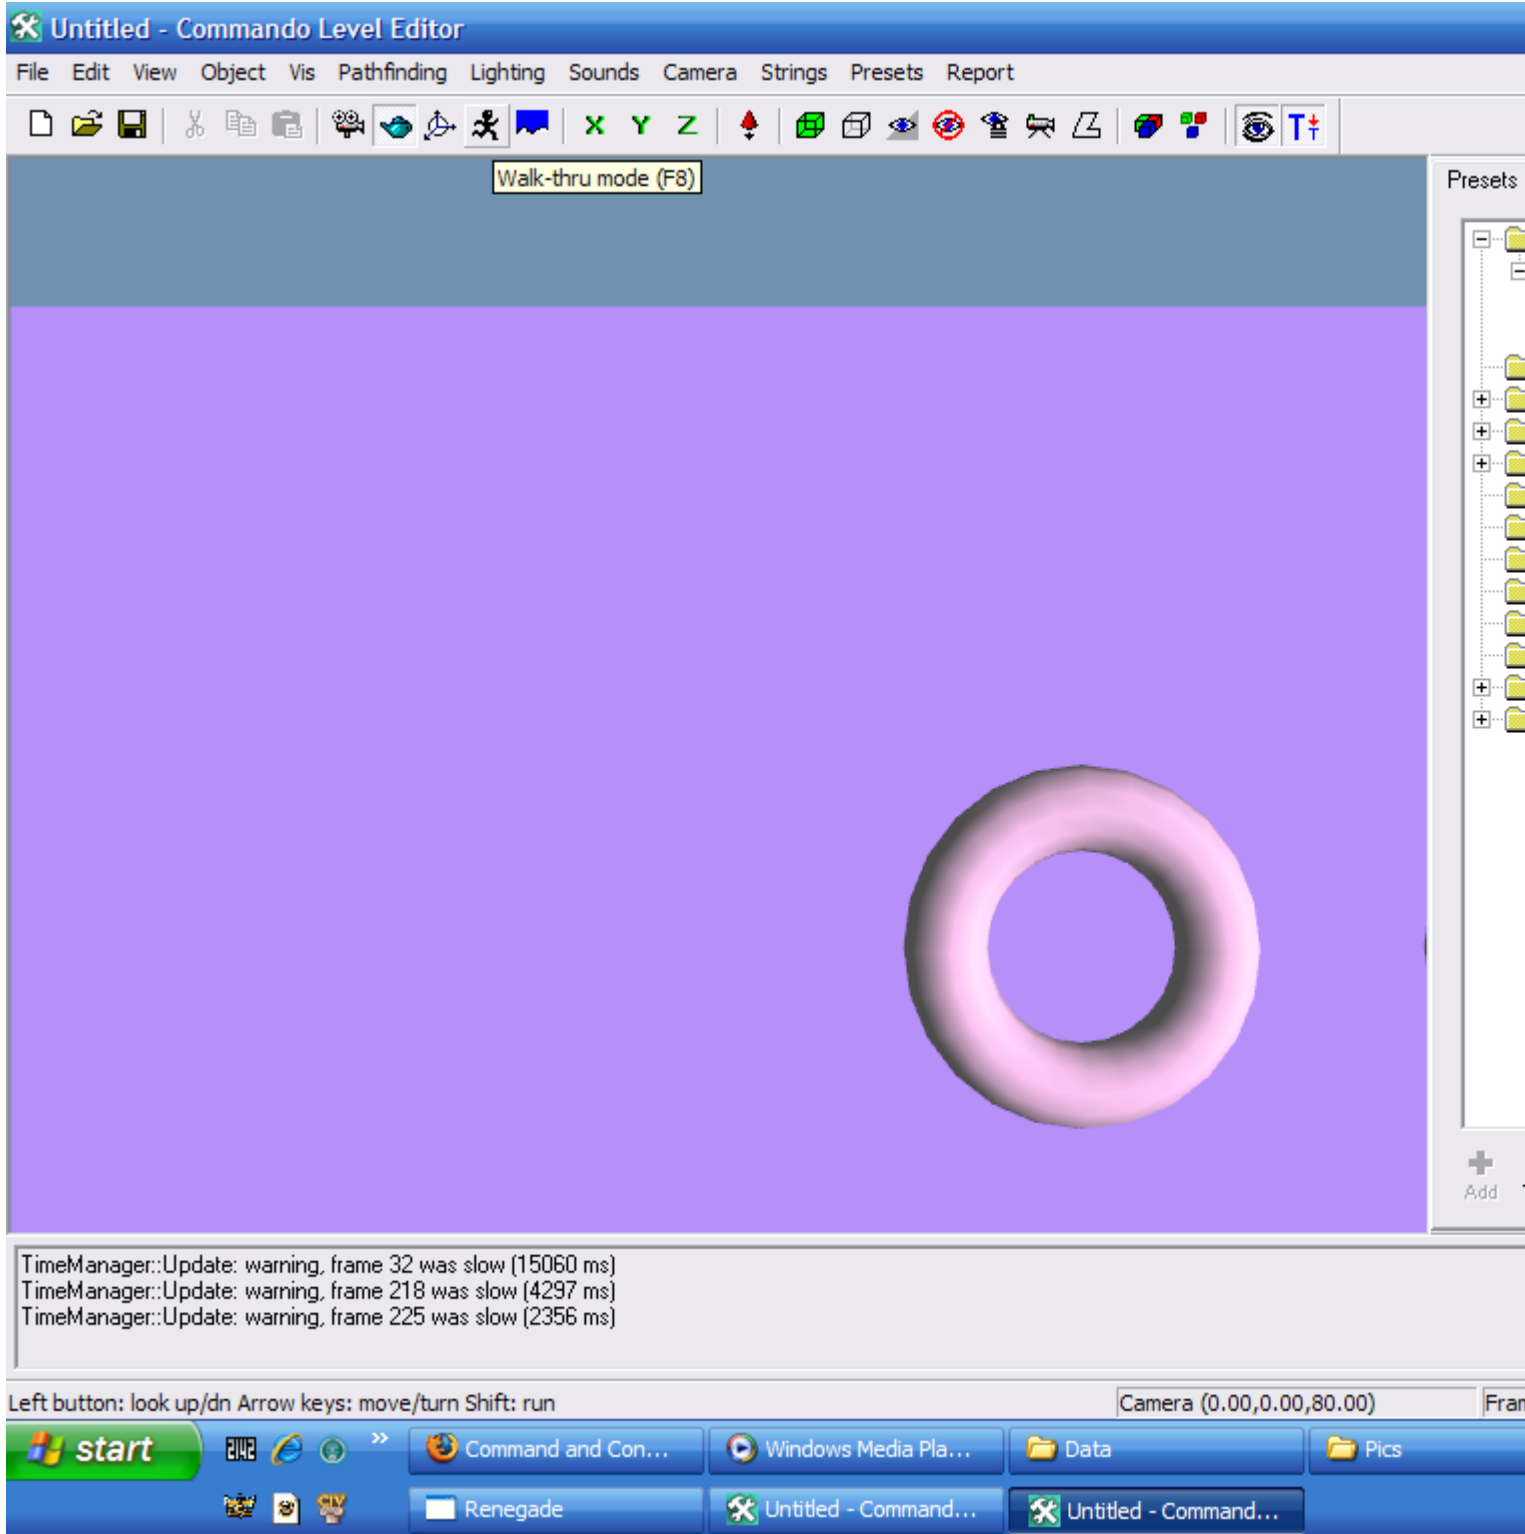 Untitled - Commando Level Editor
File Edit View Object Vis Pathfinding Lighting Sounds Camera Strings Presets Report
X Y Z T
Walk-thru mode (F8)
Presets
Add
TimeManager::Update: warning, frame 32 was slow (15060 ms)
TimeManager::Update: warning, frame 218 was slow (4297 ms)
TimeManager::Update: warning, frame 225 was slow (2356 ms)
Left button: look up/dn Arrow keys: move/turn Shift: run
Camera (0.00,0.00,80.00)
Fram
start 2142 » Command and Con... Windows Media Pla... Data Pics
Renegade Untitled - Command... Untitled - Command...